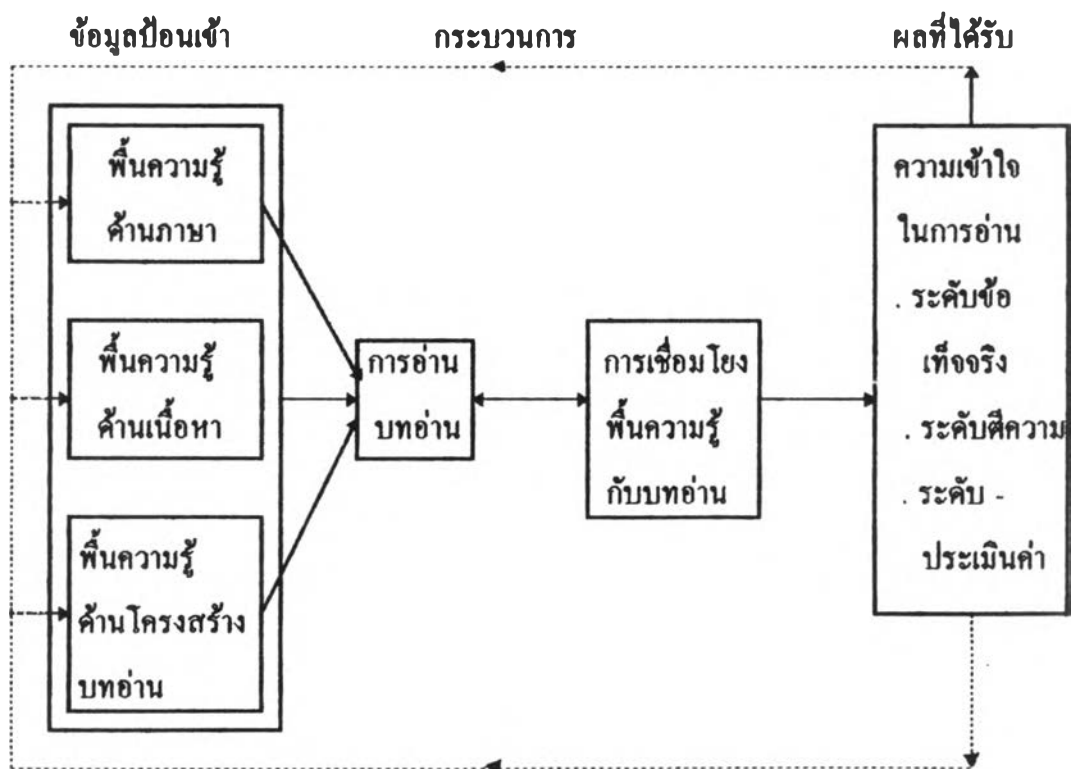 ข้อมูลป้อนเข้า
กระบวนการ
ผลที่ได้รับ
พื้นความรู้
ด้านภาษา
พื้นความรู้
ด้านเนื้อหา
พื้นความรู้
ด้านโครงสร้าง
บทอ่าน
การอ่าน
บทอ่าน
การเชื่อมโยง
พื้นความรู้
กับบทอ่าน
ความเข้าใจ
ในการอ่าน
. ระดับข้อ
เท็จจริง
. ระดับตีความ
. ระดับ -
ประเมินค่า